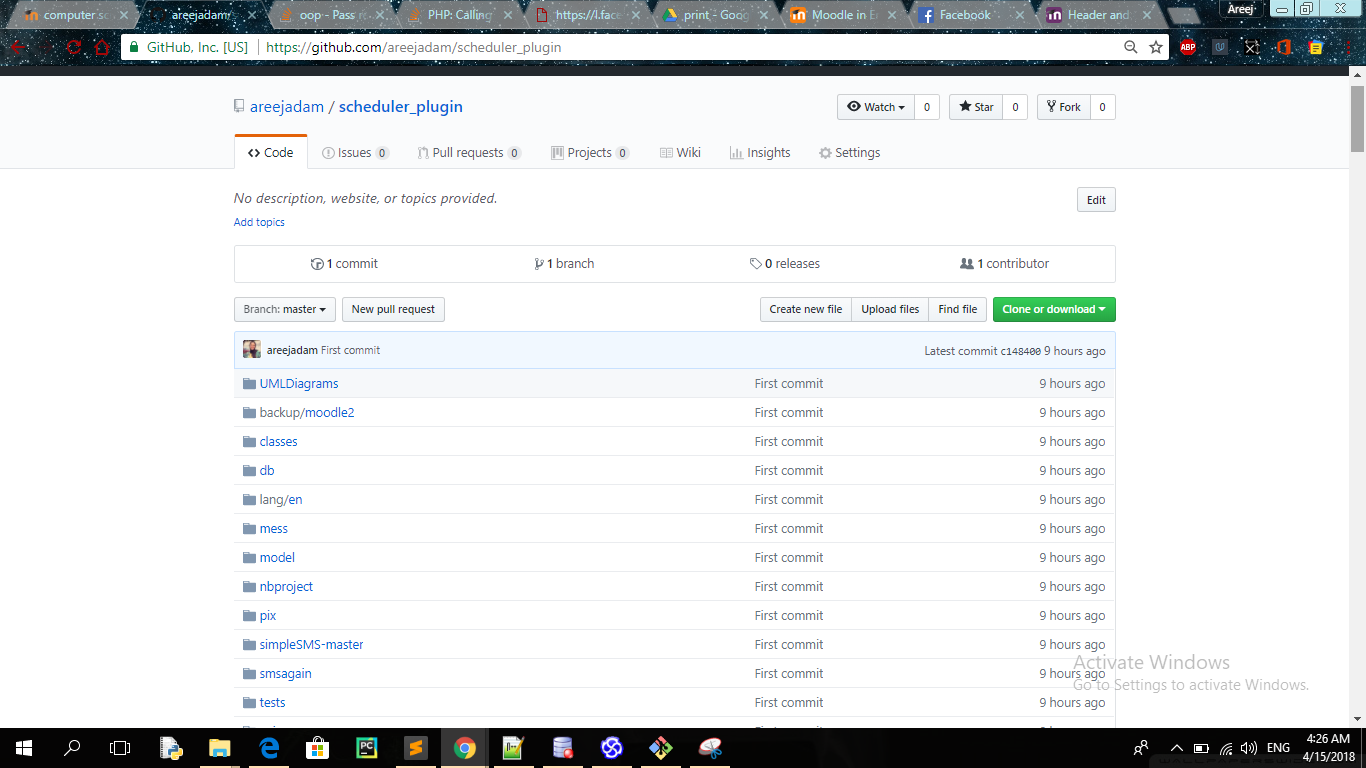 computer sc areejadam oop - Pass r PHP: Calling https://l.fac print - Goog Moodle in E Facebook Header and Areej
GitHub, Inc. [US] https://github.com/areejadam/scheduler_plugin ABP
areejadam / scheduler_plugin Watch 0 Star 0 Fork 0
Code Issues 0 Pull requests 0 Projects 0 Wiki Insights Settings
No description, website, or topics provided. Edit
Add topics
1 commit 1 branch 0 releases 1 contributor
Branch: master New pull request Create new file Upload files Find file Clone or download
areejadam First commit Latest commit c148400 9 hours ago
UMLDiagrams First commit 9 hours ago
backup/moodle2 First commit 9 hours ago
classes First commit 9 hours ago
db First commit 9 hours ago
lang/en First commit 9 hours ago
mess First commit 9 hours ago
model First commit 9 hours ago
nbproject First commit 9 hours ago
pix First commit 9 hours ago
simpleSMS-master First commit 9 hours ago
Activate Windows
smsagain First commit 9 hours ago
Go to Settings to activate Windows.
tests First commit 9 hours ago
PC ENG 4:26 AM
4/15/2018